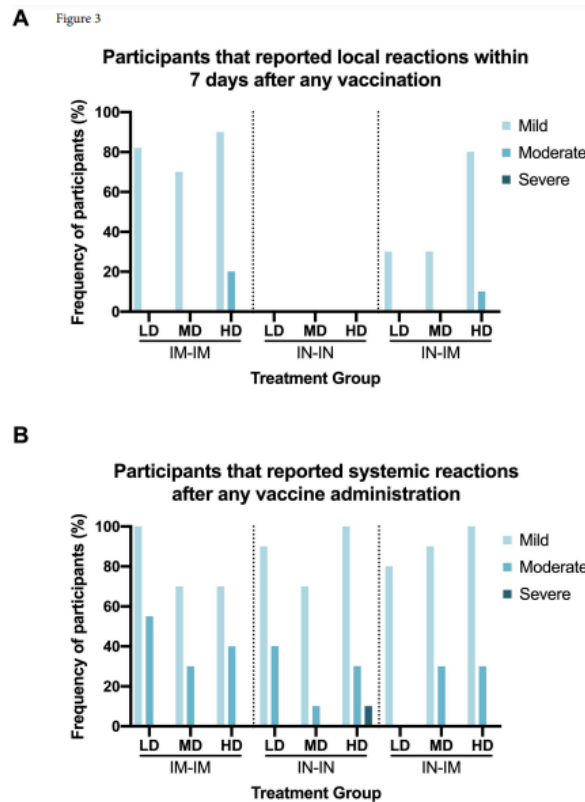 A
Figure 3
Participants that reported local reactions within
7 days after any vaccination
Frequency of participants (%)
100
80
60
40
20
0
Mild
Moderate
Severe
LD MD HD LD MD HD LD MD HD
IM-IM IN-IN IN-IM
Treatment Group
B
Participants that reported systemic reactions
after any vaccine administration
Frequency of participants (%)
100
80
60
40
20
0
Mild
Moderate
Severe
LD MD HD LD MD HD LD MD HD
IM-IM IN-IN IN-IM
Treatment Group